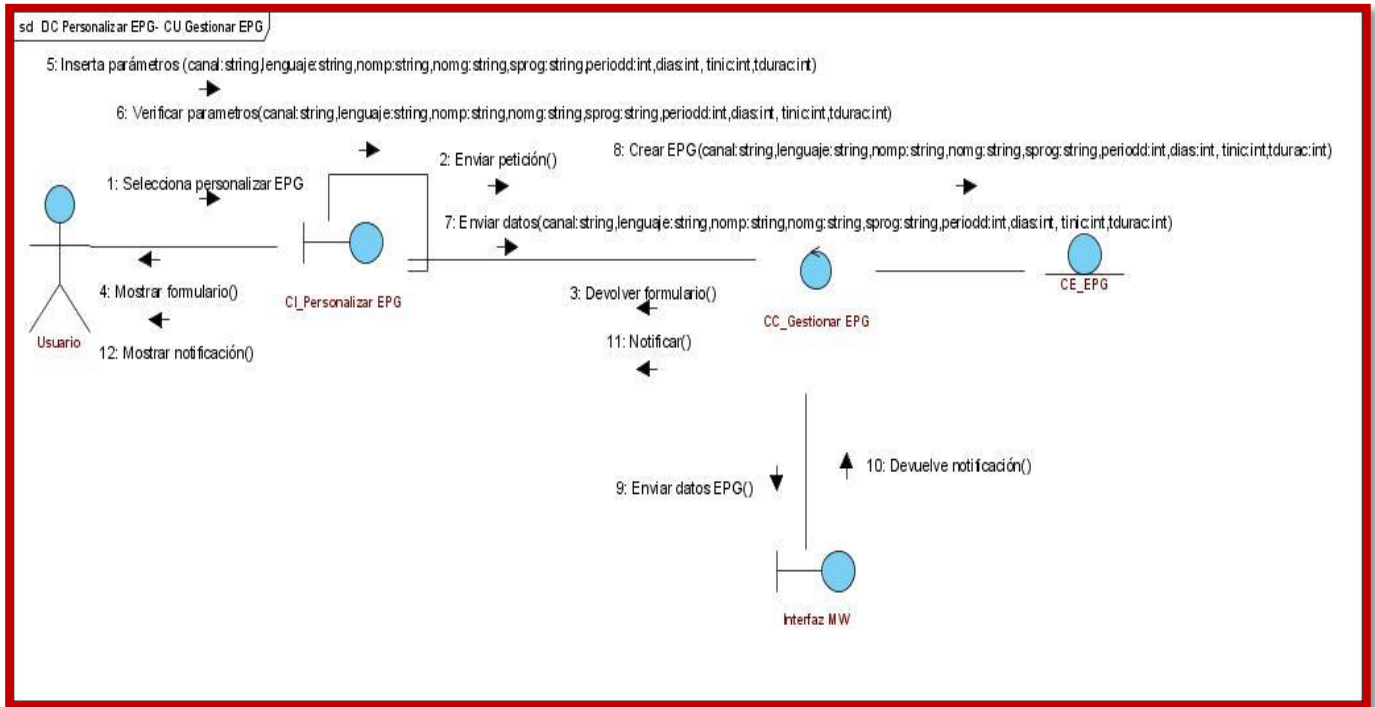 sd DC Personalizar EPG- CU Gestionar EPG
5: Inserta parámetros (canal:string,lenguaje:string,nomp:string,nomg:string,sprog:string,periodd:int,dias:int, tinic:int,tdurac:int)
6: Verificar parametros(canal:string,lenguaje:string,nomp:string,nomg:string,sprog:string,periodd:int,dias:int, tinic:int,tdurac:int)
2: Enviar petición()
8: Crear EPG(canal:string,lenguaje:string,nomp:string,nomg:string,sprog:string,periodd:int,dias:int, tinic:int,tdurac:int)
1: Selecciona personalizar EPG
7: Enviar datos(canal:string,lenguaje:string,nomp:string,nomg:string,sprog:string,periodd:int,dias:int, tinic:int,tdurac:int)
4: Mostrar formulario()
CI_Personalizar EPG
3: Devolver formulario()
CC_Gestionar EPG
CE_EPG
Usuario
12: Mostrar notificación()
11: Notificar()
9: Enviar datos EPG()
10: Devuelve notificación()
Interfaz MW